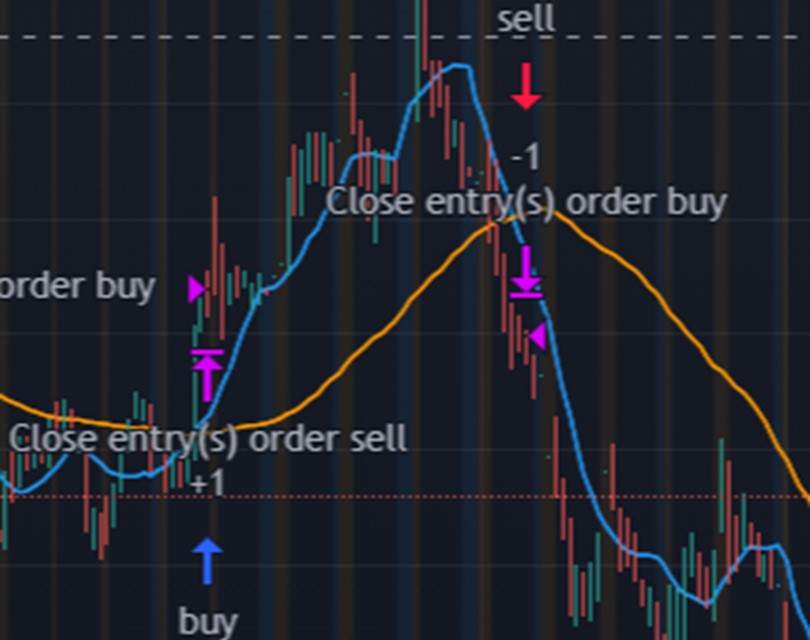 sell
-1
Close entry(s) order buy
order buy
Close entry(s) order sell
+1
buy